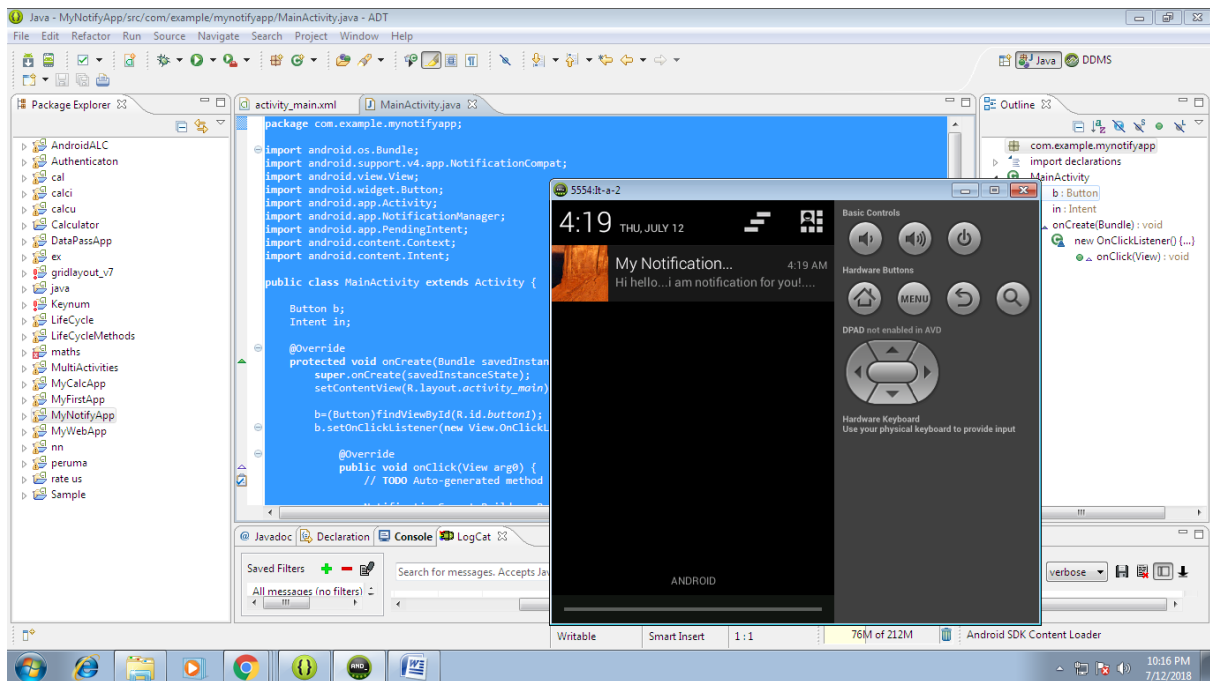 Java - MyNotifyApp/src/com/example/mynotifyapp/MainActivity.java - ADT
File Edit Refactor Run Source Navigate Search Project Window Help
Java DDMS
Package Explorer
activity_main.xml MainActivity.java
Outline
AndroidALC
Authenticaton
cal
calci
calcu
Calculator
DataPassApp
ex
gridlayout_v7
java
Keynum
LifeCycle
LifeCycleMethods
maths
MultiActivities
MyCalcApp
MyFirstApp
MyNotifyApp
MyWebApp
nn
peruma
rate us
Sample
package com.example.mynotifyapp;
import android.os.Bundle;
import android.support.v4.app.NotificationCompat;
import android.view.View;
import android.widget.Button;
import android.app.Activity;
import android.app.NotificationManager;
import android.app.PendingIntent;
import android.content.Context;
import android.content.Intent;
public class MainActivity extends Activity {
Button b;
Intent in;
@Override
protected void onCreate(Bundle savedInstan
super.onCreate(savedInstanceState);
setContentView(R.layout.activity_main)
b=(Button)findViewById(R.id.button1);
b.setOnClickListener(new View.OnClickL
@Override
public void onClick(View arg0) {
// TODO Auto-generated method
5554:It-a-2
4:19 THU, JULY 12
My Notification... 4:19 AM
Hi hello...i am notification for you!....
ANDROID
Basic Controls
Hardware Buttons
MENU
DPAD not enabled in AVD
Hardware Keyboard
Use your physical keyboard to provide input
com.example.mynotifyapp
import declarations
MainActivity
b : Button
in : Intent
onCreate(Bundle) : void
new OnClickListener() {...}
onClick(View) : void
@ Javadoc Declaration Console LogCat
Saved Filters
Search for messages. Accepts Jav
verbose
All messages (no filters)
Writable Smart Insert 1 : 1 76M of 212M Android SDK Content Loader
10:16 PM
7/12/2018